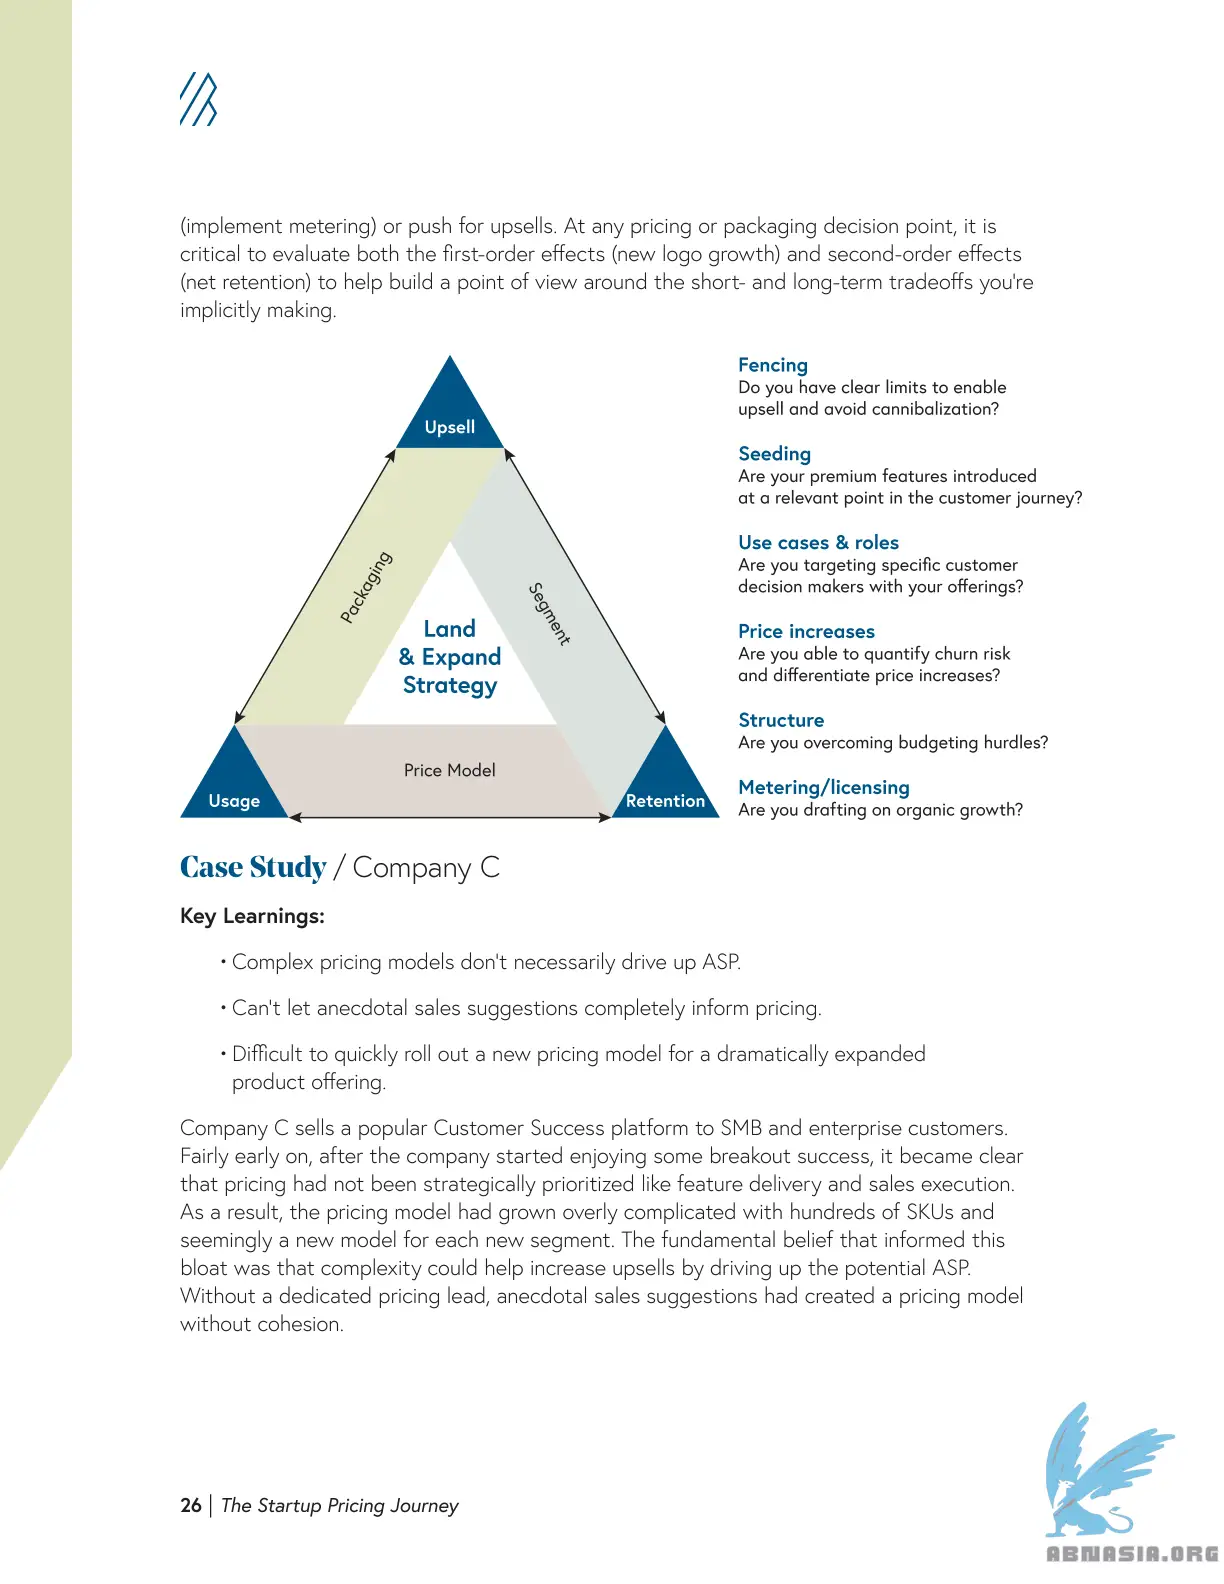 (implement metering) or push for upsells. At any pricing or packaging decision point, it is
critical to evaluate both the first-order effects (new logo growth) and second-order effects
(net retention) to help build a point of view around the short- and long-term tradeoffs you're
implicitly making.
Upsell
Packaging
Segment
Land
& Expand
Strategy
Price Model
Usage
Retention
Fencing
Do you have clear limits to enable
upsell and avoid cannibalization?
Seeding
Are your premium features introduced
at a relevant point in the customer journey?
Use cases & roles
Are you targeting specific customer
decision makers with your offerings?
Price increases
Are you able to quantify churn risk
and differentiate price increases?
Structure
Are you overcoming budgeting hurdles?
Metering/licensing
Are you drafting on organic growth?
Case Study / Company C
Key Learnings:
• Complex pricing models don't necessarily drive up ASP.
• Can't let anecdotal sales suggestions completely inform pricing.
• Difficult to quickly roll out a new pricing model for a dramatically expanded
product offering.
Company C sells a popular Customer Success platform to SMB and enterprise customers.
Fairly early on, after the company started enjoying some breakout success, it became clear
that pricing had not been strategically prioritized like feature delivery and sales execution.
As a result, the pricing model had grown overly complicated with hundreds of SKUs and
seemingly a new model for each new segment. The fundamental belief that informed this
bloat was that complexity could help increase upsells by driving up the potential ASP.
Without a dedicated pricing lead, anecdotal sales suggestions had created a pricing model
without cohesion.
26 | The Startup Pricing Journey
ABNASIA.ORG